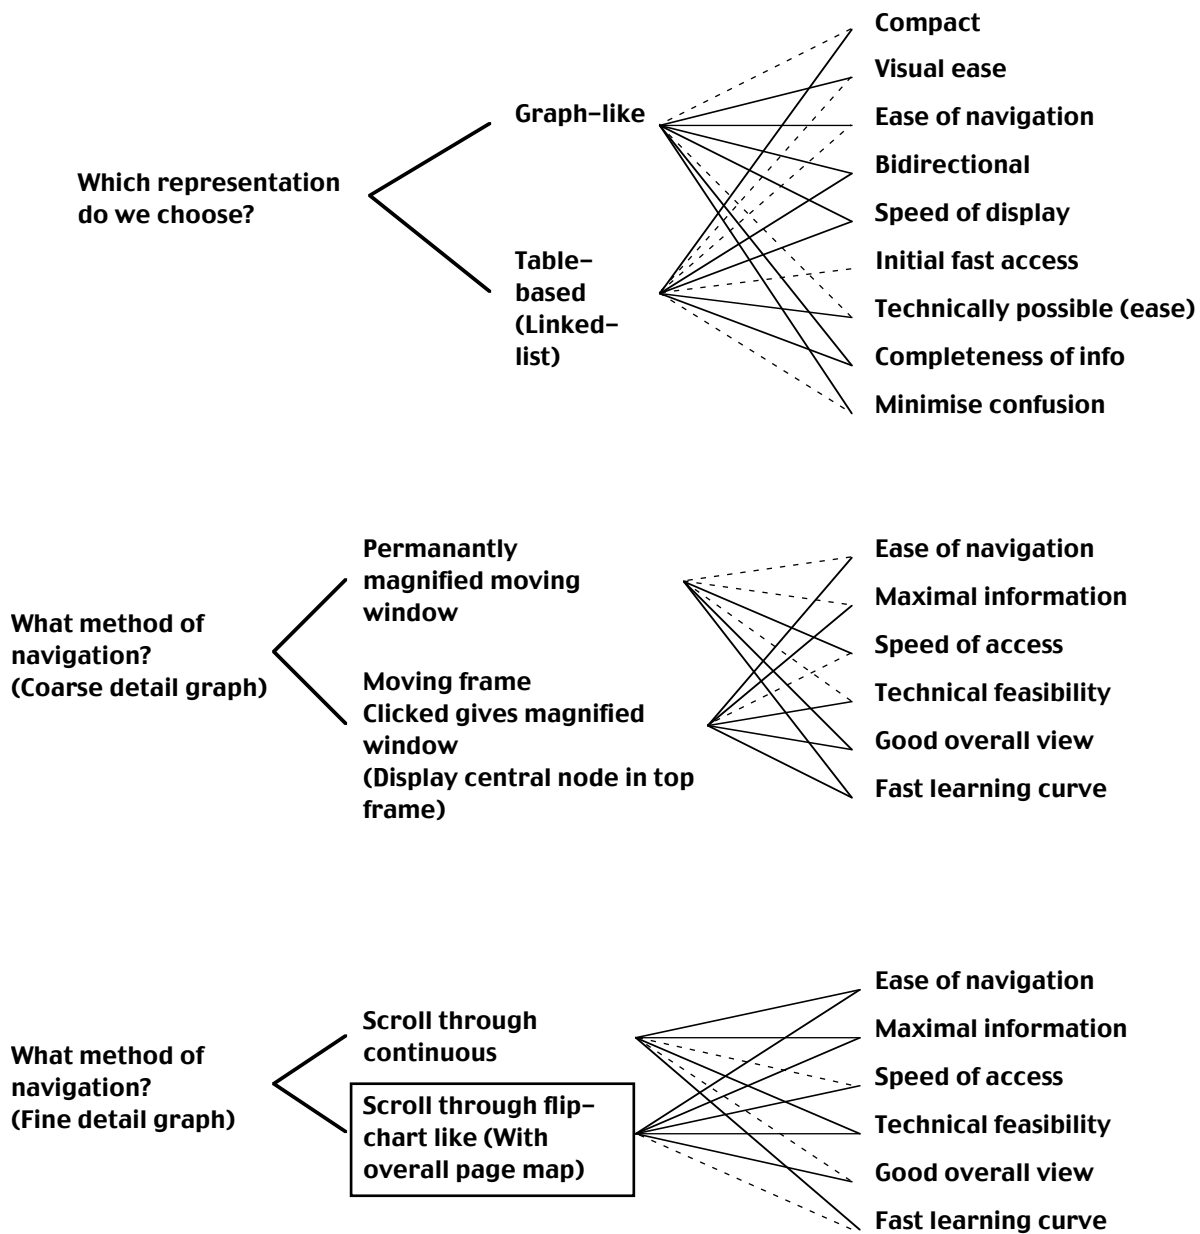 Which representation
do we choose?
Graph–like
Table–
based
(Linked–
list)
Compact
Visual ease
Ease of navigation
Bidirectional
Speed of display
Initial fast access
Technically possible (ease)
Completeness of info
Minimise confusion
What method of
navigation?
(Coarse detail graph)
Permanantly
magnified moving
window
Moving frame
Clicked gives magnified
window
(Display central node in top
frame)
Ease of navigation
Maximal information
Speed of access
Technical feasibility
Good overall view
Fast learning curve
What method of
navigation?
(Fine detail graph)
Scroll through
continuous
Scroll through flip–
chart like (With
overall page map)
Ease of navigation
Maximal information
Speed of access
Technical feasibility
Good overall view
Fast learning curve